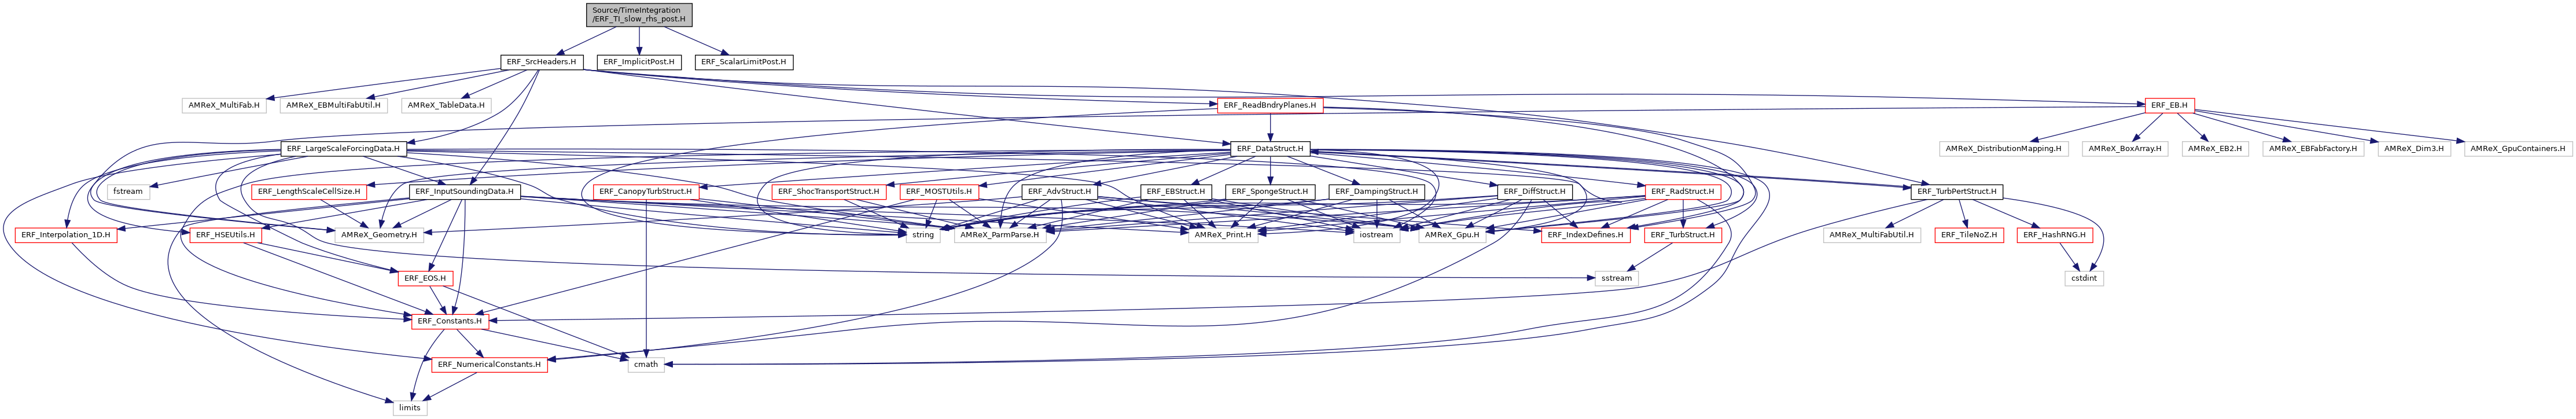 Source/TimeIntegration
/ERF_TI_slow_rhs_post.H
ERF_SrcHeaders.H
ERF_ImplicitPost.H
ERF_ScalarLimitPost.H
AMReX_MultiFab.H
AMReX_EBMultiFabUtil.H
AMReX_TableData.H
ERF_ReadBndryPlanes.H
ERF_EB.H
ERF_LargeScaleForcingData.H
ERF_DataStruct.H
AMReX_DistributionMapping.H
AMReX_BoxArray.H
AMReX_EB2.H
AMReX_EBFabFactory.H
AMReX_Dim3.H
AMReX_GpuContainers.H
fstream
ERF_LengthScaleCellSize.H
ERF_InputSoundingData.H
ERF_CanopyTurbStruct.H
ERF_ShocTransportStruct.H
ERF_MOSTUtils.H
ERF_AdvStruct.H
ERF_EBStruct.H
ERF_SpongeStruct.H
ERF_DampingStruct.H
ERF_DiffStruct.H
ERF_RadStruct.H
ERF_TurbPertStruct.H
ERF_Interpolation_1D.H
ERF_HSEUtils.H
AMReX_Geometry.H
string
AMReX_ParmParse.H
AMReX_Print.H
iostream
AMReX_Gpu.H
ERF_IndexDefines.H
ERF_TurbStruct.H
AMReX_MultiFabUtil.H
ERF_TileNoZ.H
ERF_HashRNG.H
ERF_EOS.H
sstream
cstdint
ERF_Constants.H
ERF_NumericalConstants.H
cmath
limits